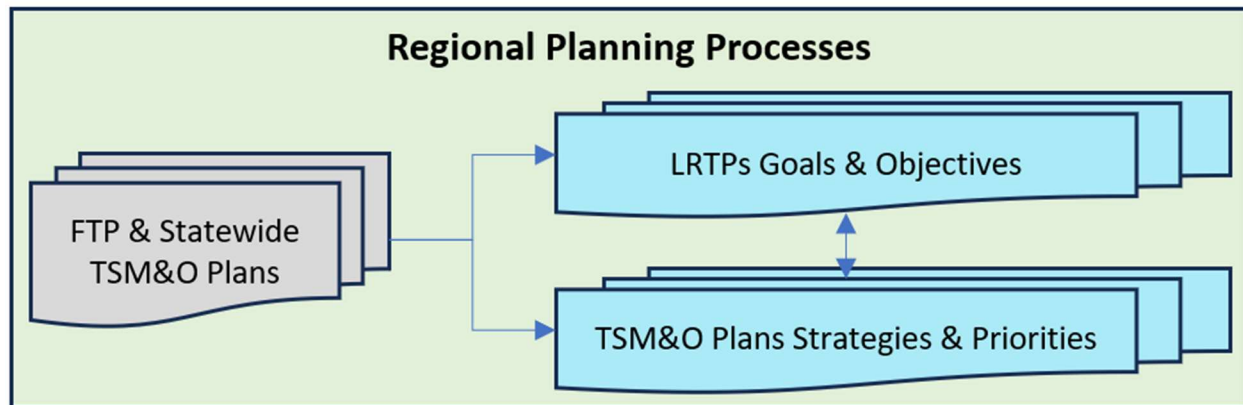 Regional Planning Processes
FTP & Statewide
TSM&O Plans
LRTPs Goals & Objectives
TSM&O Plans Strategies & Priorities